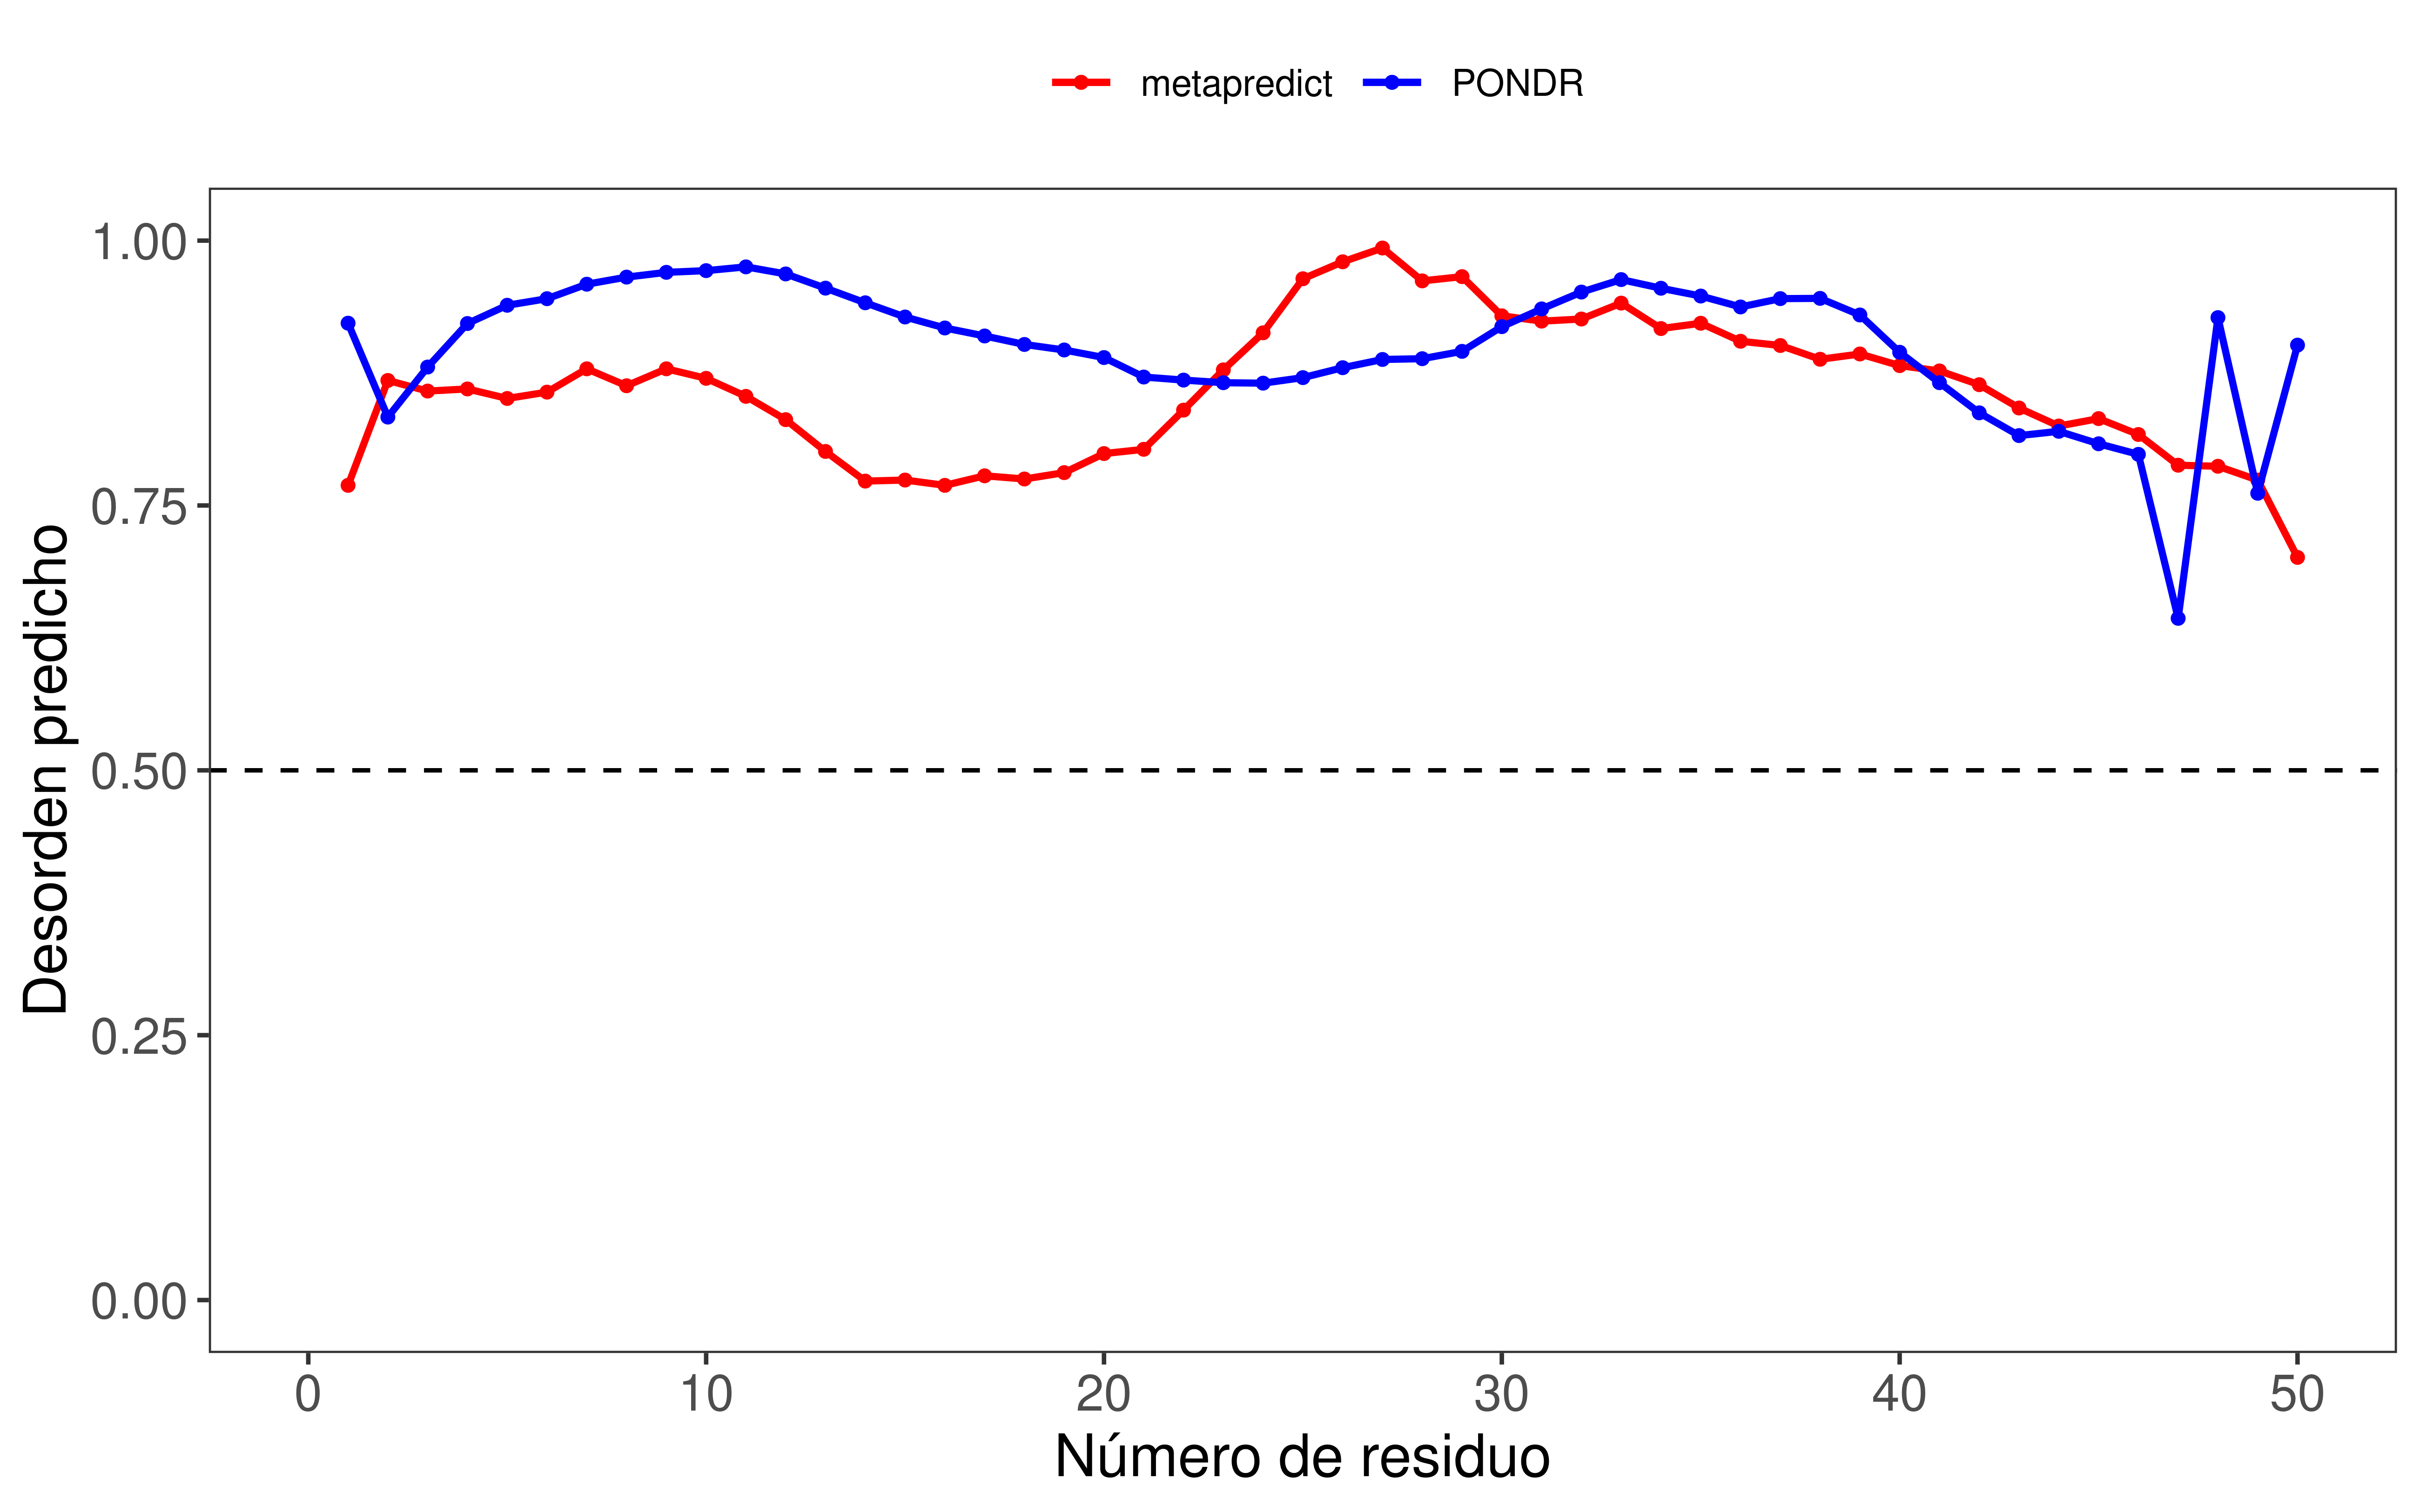 metapredict PONDR
Desorden predicho
1.00
0.75
0.50
0.25
0.00
0 10 20 30 40 50
Número de residuo